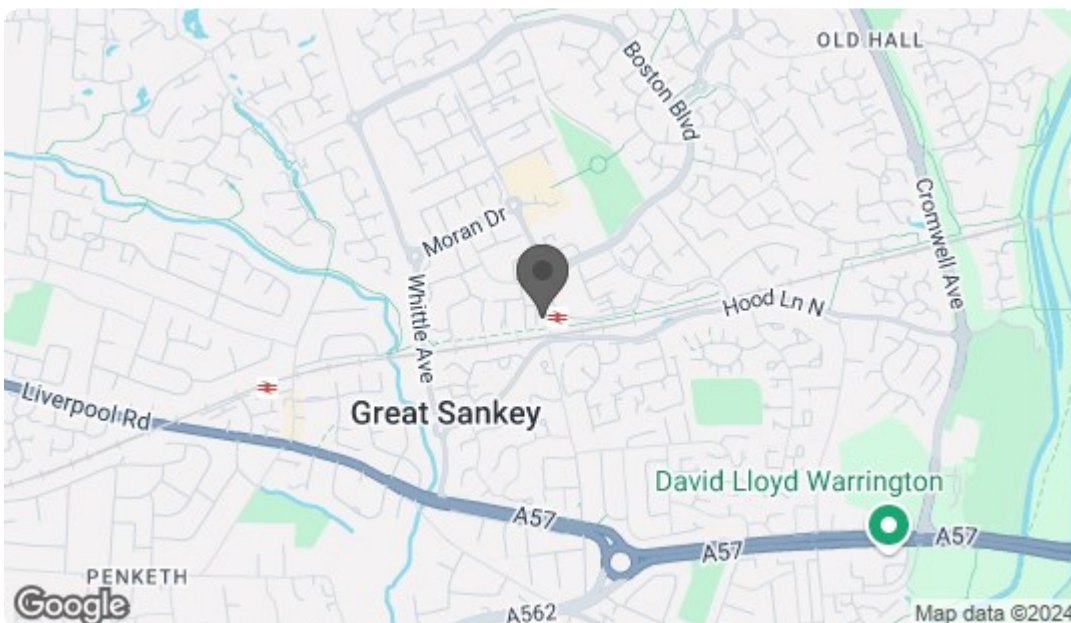 OLD HALL
Boston Blvd
Cromwell Ave
Moran Dr
Whittle Ave
Hood Ln N
Liverpool Rd
Great Sankey
David Lloyd Warrington
A57
A57
A57
PENKETH
A562
Google
Map data ©2024